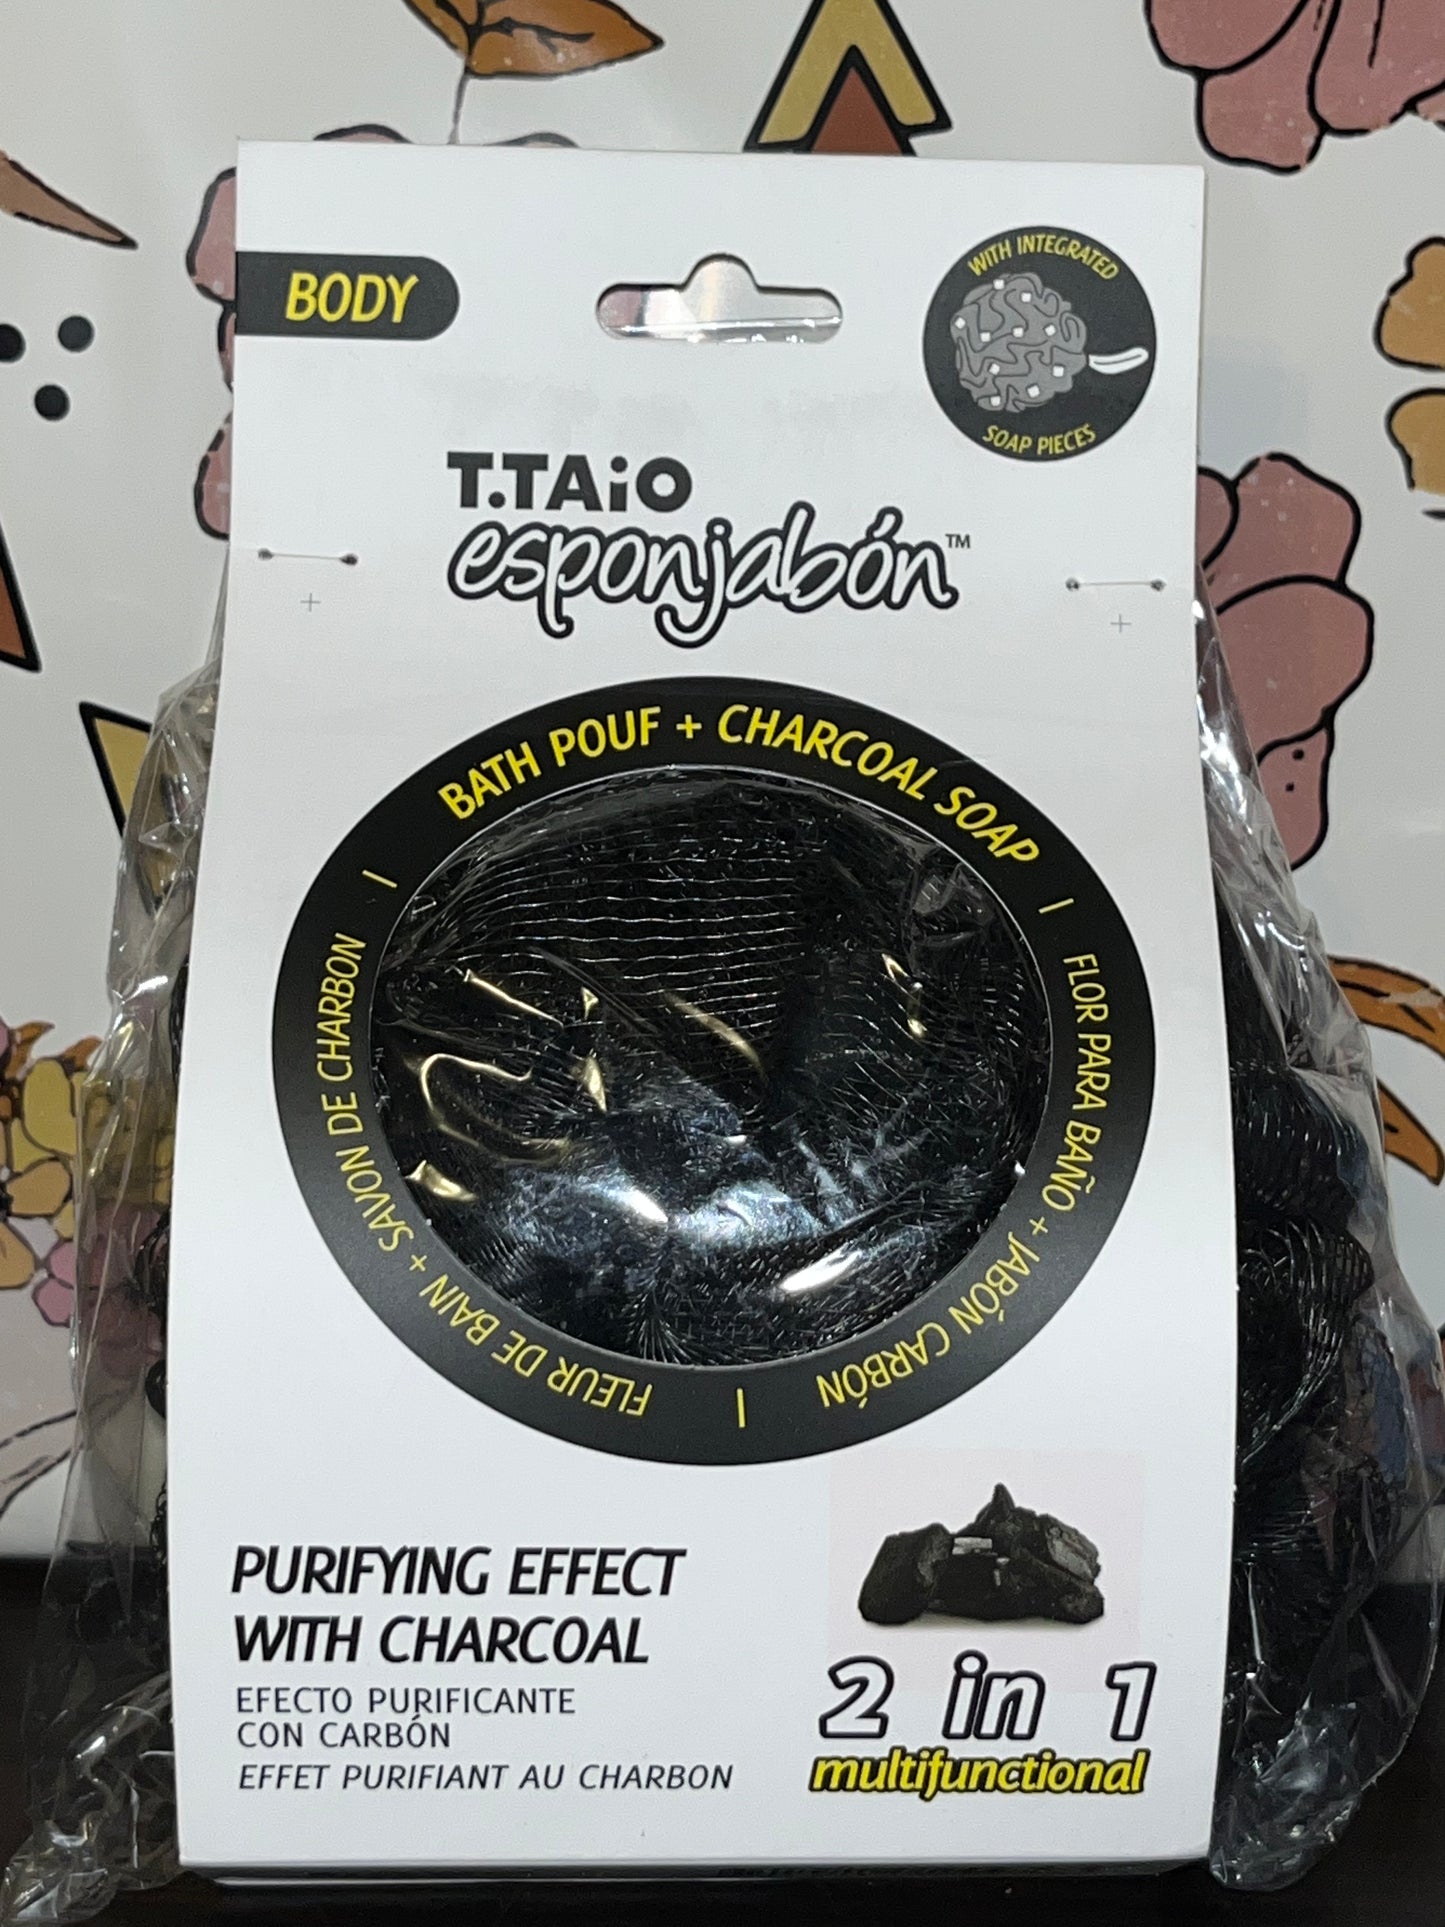 BODY
WITH INTEGRATED
SOAP PIECES
T.TAiO
esponjabón™
BATH POUF + CHARCOAL SOAP |
FLOR PARA BAÑO + JABÓN CARBÓN |
FLEUR DE BAIN + SAVON DE CHARBON |
PURIFYING EFFECT
WITH CHARCOAL
EFECTO PURIFICANTE
CON CARBÓN
EFFET PURIFIANT AU CHARBON
2 in 1
multifunctional